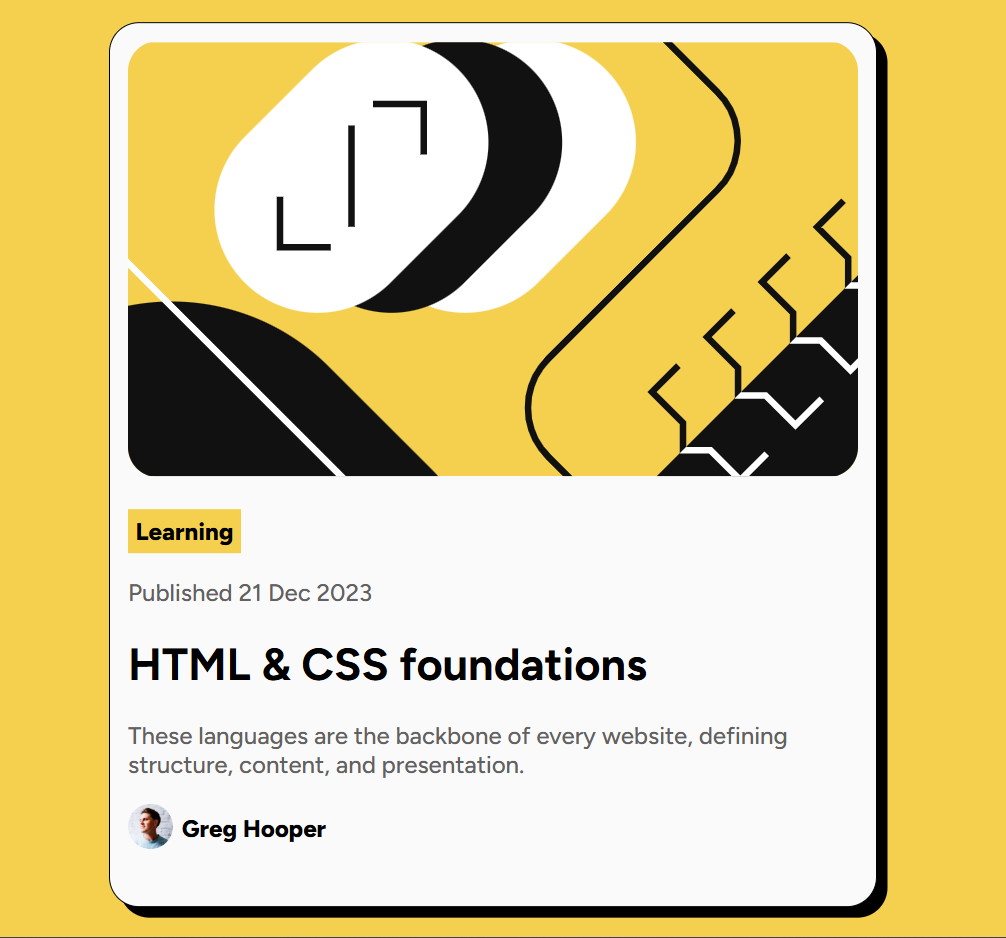 Learning
Published 21 Dec 2023
HTML & CSS foundations
These languages are the backbone of every website, defining
structure, content, and presentation.
Greg Hooper